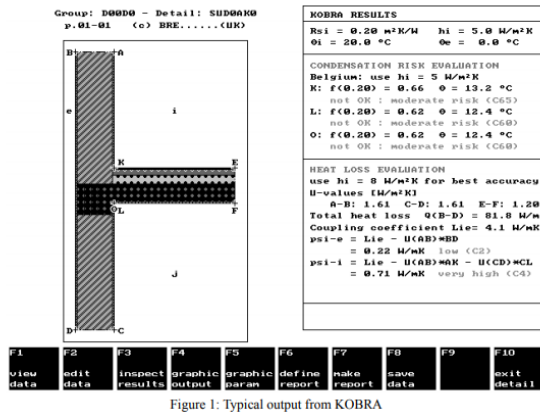 Group: D00D0 - Detail: SUD0AK0
p.01-01 (c) BRE......(UK)
B
A
e
i
K
E
O
L
F
j
D
C
KOBRA RESULTS
Rsi = 0.20 m²K/W hi = 5.0 W/m²K
Θi = 20.0 °C Θe = 0.0 °C
CONDENSATION RISK EVALUATION
Belgium: use hi = 5 W/m²K
K: f(0.20) = 0.66 Θ = 13.2 °C
not OK : moderate risk (C65)
L: f(0.20) = 0.62 Θ = 12.4 °C
not OK : moderate risk (C60)
O: f(0.20) = 0.62 Θ = 12.4 °C
not OK : moderate risk (C60)
HEAT LOSS EVALUATION
use hi = 8 W/m²K for best accuracy
U-values [W/m²K]
A-B: 1.61 C-D: 1.61 E-F: 1.20
Total heat loss Q(B-D) = 81.8 W/m
Coupling coefficient Lie= 4.1 W/mK
psi-e = Lie - U(AB)*BD
= 0.22 W/mK low (C2)
psi-i = Lie - U(AB)*AK - U(CD)*CL
= 0.71 W/mK very high (C4)
F1 F2 F3 F4 F5 F6 F7 F8 F9 F10
view edit inspect graphic graphic define make save exit
data data results output param report report data detail
Figure 1: Typical output from KOBRA